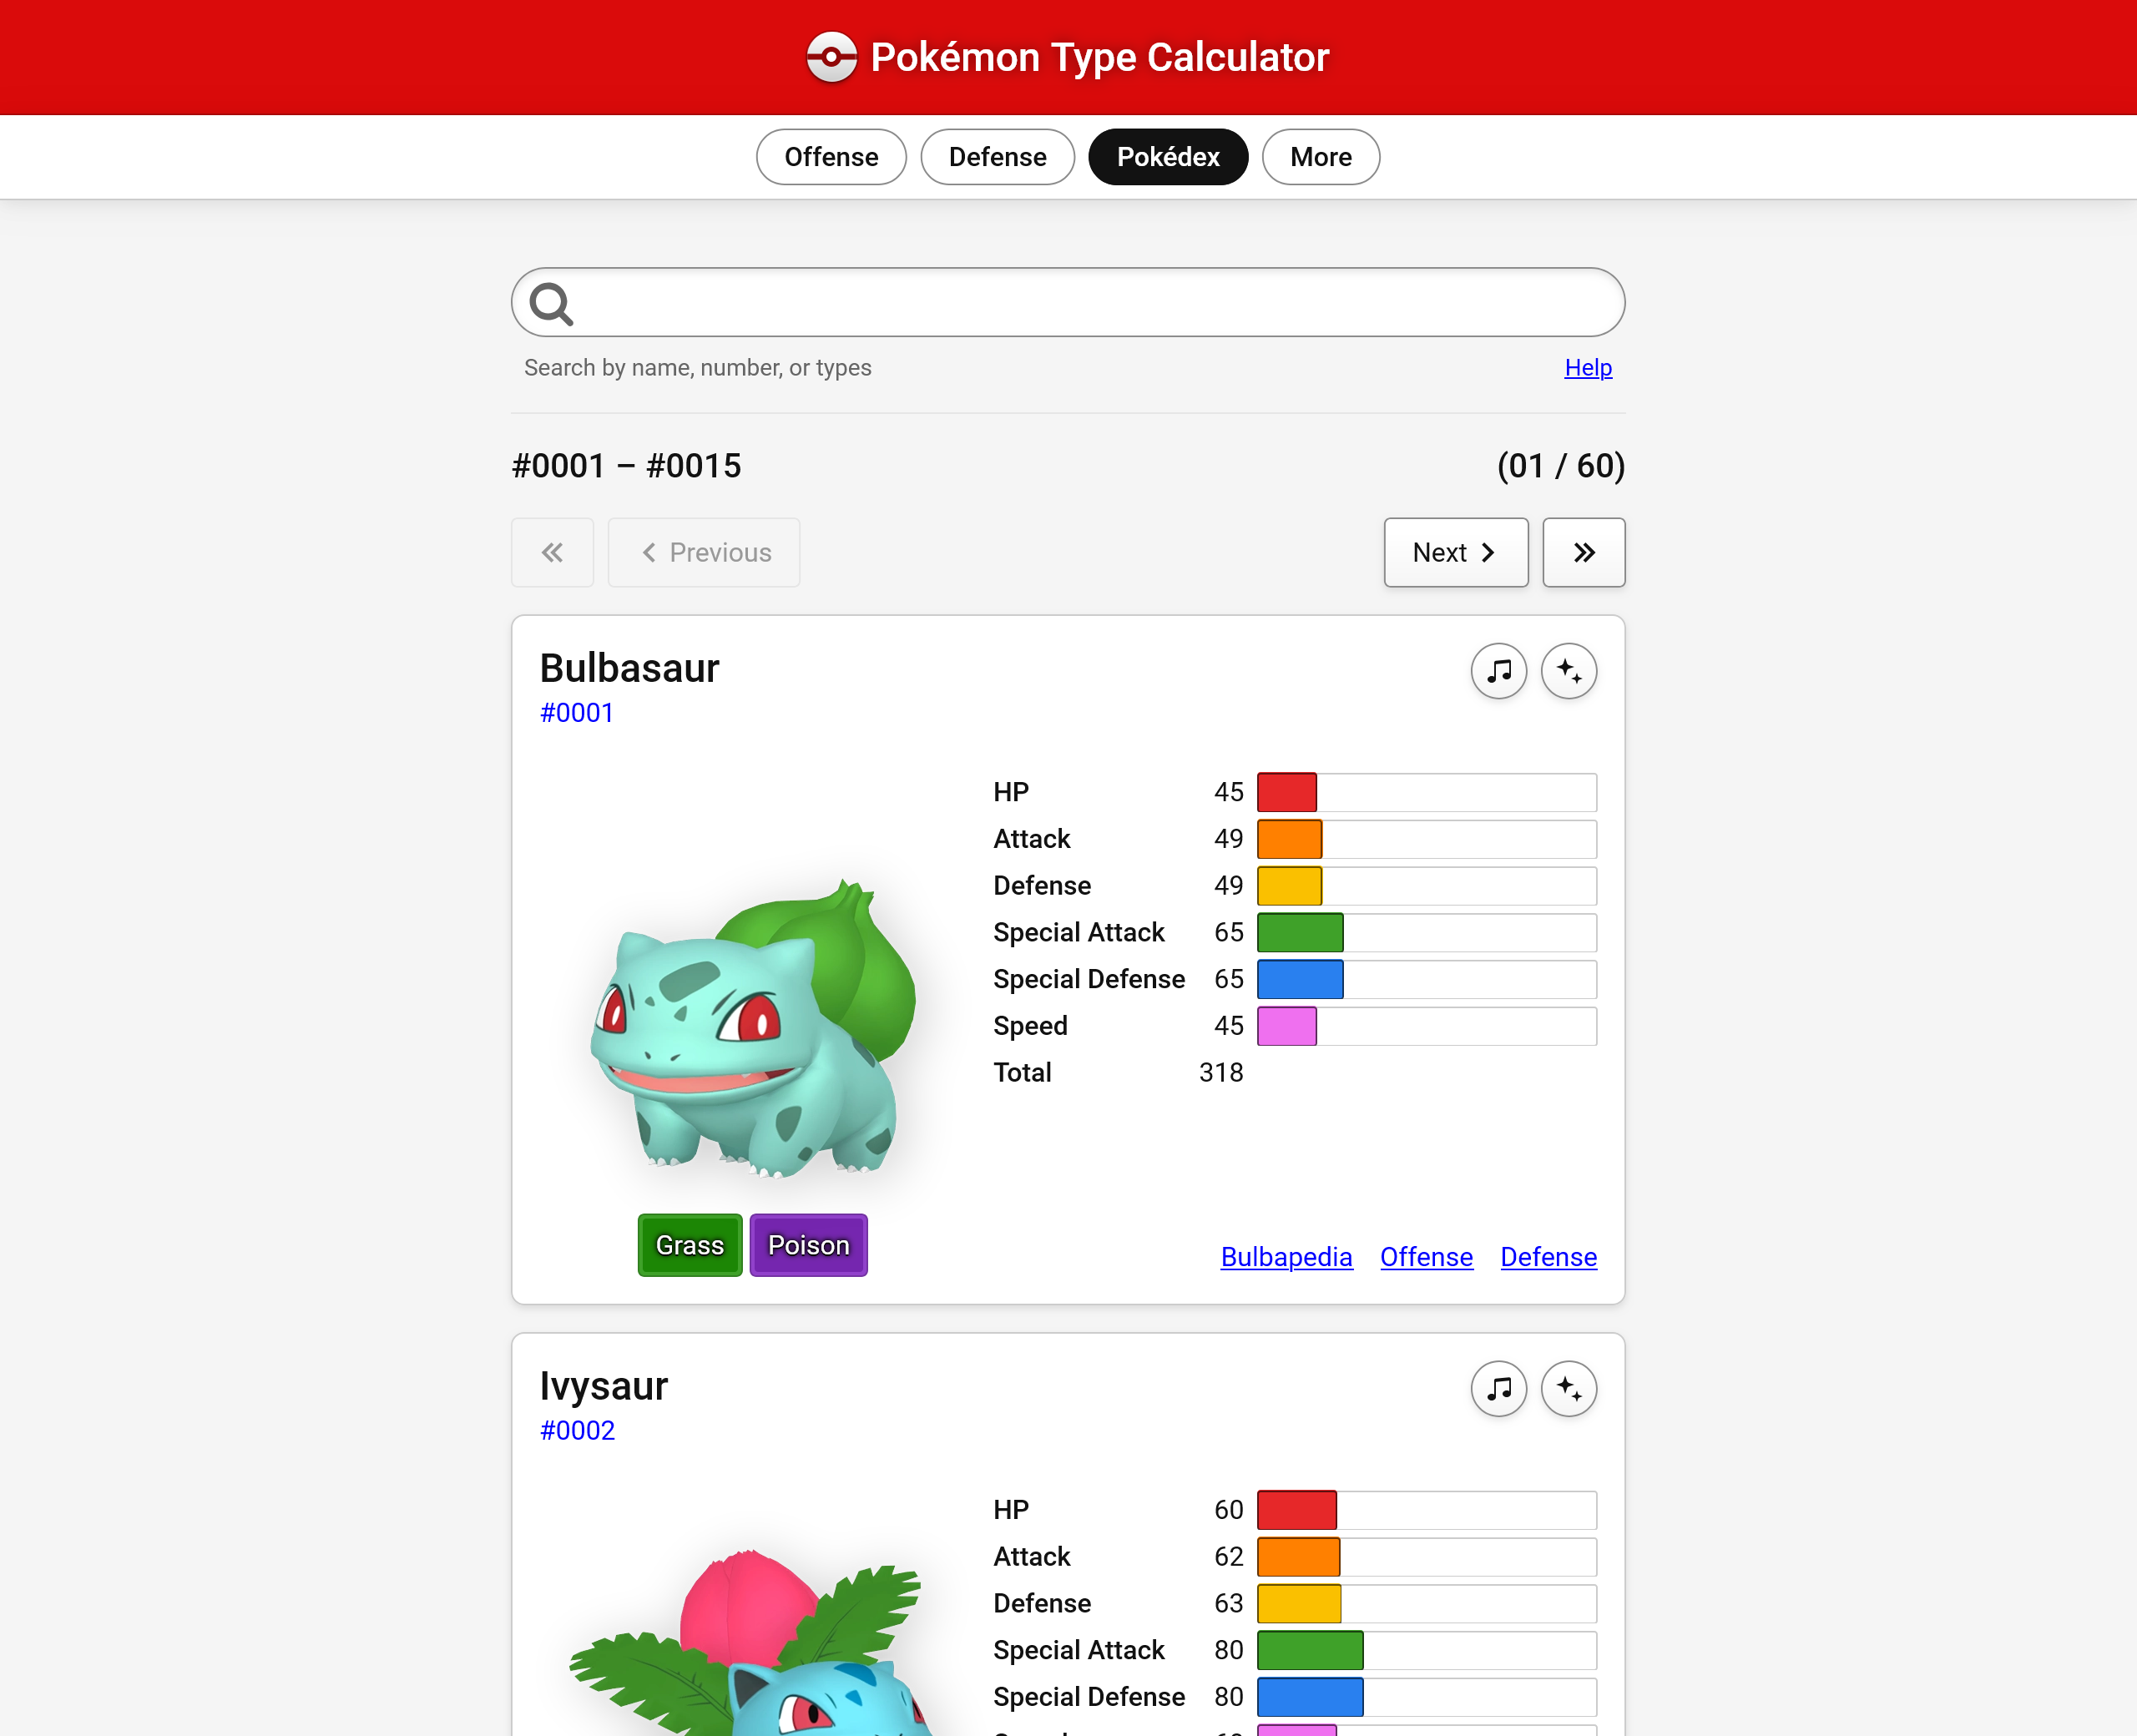 Pokémon Type Calculator
Offense Defense Pokédex More
Search by name, number, or types Help
#0001 – #0015 (01 / 60)
Previous Next
Bulbasaur
#0001
HP 45
Attack 49
Defense 49
Special Attack 65
Special Defense 65
Speed 45
Total 318
Grass Poison
Bulbapedia Offense Defense
Ivysaur
#0002
HP 60
Attack 62
Defense 63
Special Attack 80
Special Defense 80